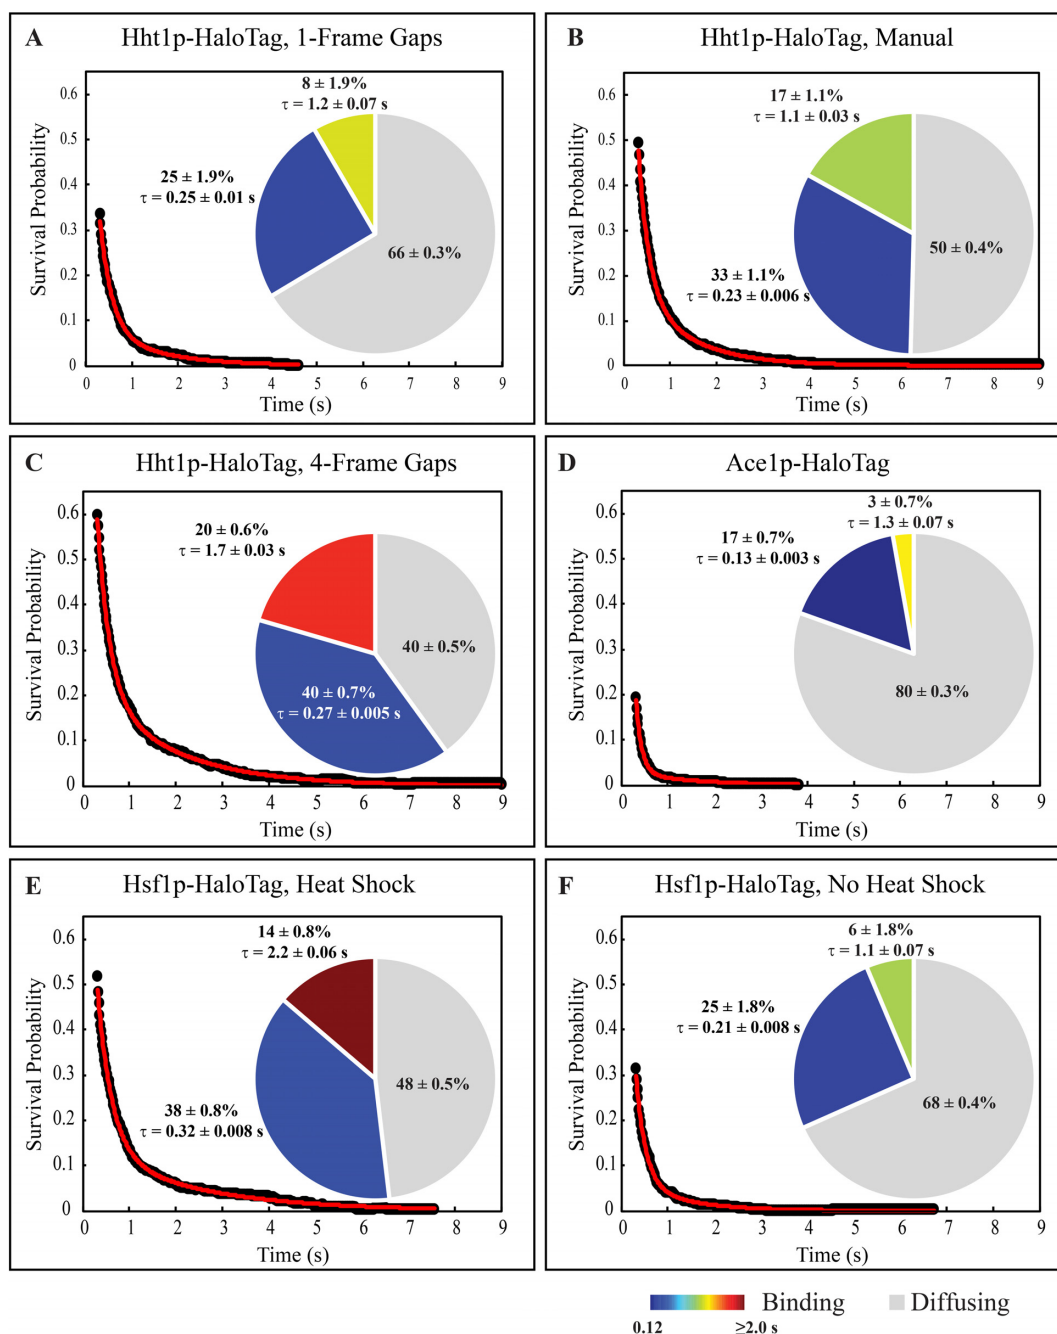 A Hht1p-HaloTag, 1-Frame Gaps
8 ± 1.9%
τ = 1.2 ± 0.07 s
25 ± 1.9%
τ = 0.25 ± 0.01 s
66 ± 0.3%
Survival Probability
0.6
0.5
0.4
0.3
0.2
0.1
0
0 1 2 3 4 5 6 7 8 9
Time (s)
B Hht1p-HaloTag, Manual
17 ± 1.1%
τ = 1.1 ± 0.03 s
33 ± 1.1%
τ = 0.23 ± 0.006 s
50 ± 0.4%
Survival Probability
0.6
0.5
0.4
0.3
0.2
0.1
0
0 1 2 3 4 5 6 7 8 9
Time (s)
C Hht1p-HaloTag, 4-Frame Gaps
20 ± 0.6%
τ = 1.7 ± 0.03 s
40 ± 0.5%
40 ± 0.7%
τ = 0.27 ± 0.005 s
Survival Probability
0.6
0.5
0.4
0.3
0.2
0.1
0
0 1 2 3 4 5 6 7 8 9
Time (s)
D Ace1p-HaloTag
3 ± 0.7%
τ = 1.3 ± 0.07 s
17 ± 0.7%
τ = 0.13 ± 0.003 s
80 ± 0.3%
Survival Probability
0.6
0.5
0.4
0.3
0.2
0.1
0
0 1 2 3 4 5 6 7 8 9
Time (s)
E Hsf1p-HaloTag, Heat Shock
14 ± 0.8%
τ = 2.2 ± 0.06 s
48 ± 0.5%
38 ± 0.8%
τ = 0.32 ± 0.008 s
Survival Probability
0.6
0.5
0.4
0.3
0.2
0.1
0
0 1 2 3 4 5 6 7 8 9
Time (s)
F Hsf1p-HaloTag, No Heat Shock
6 ± 1.8%
τ = 1.1 ± 0.07 s
25 ± 1.8%
τ = 0.21 ± 0.008 s
68 ± 0.4%
Survival Probability
0.6
0.5
0.4
0.3
0.2
0.1
0
0 1 2 3 4 5 6 7 8 9
Time (s)
Binding Diffusing
0.12 ≥2.0 s